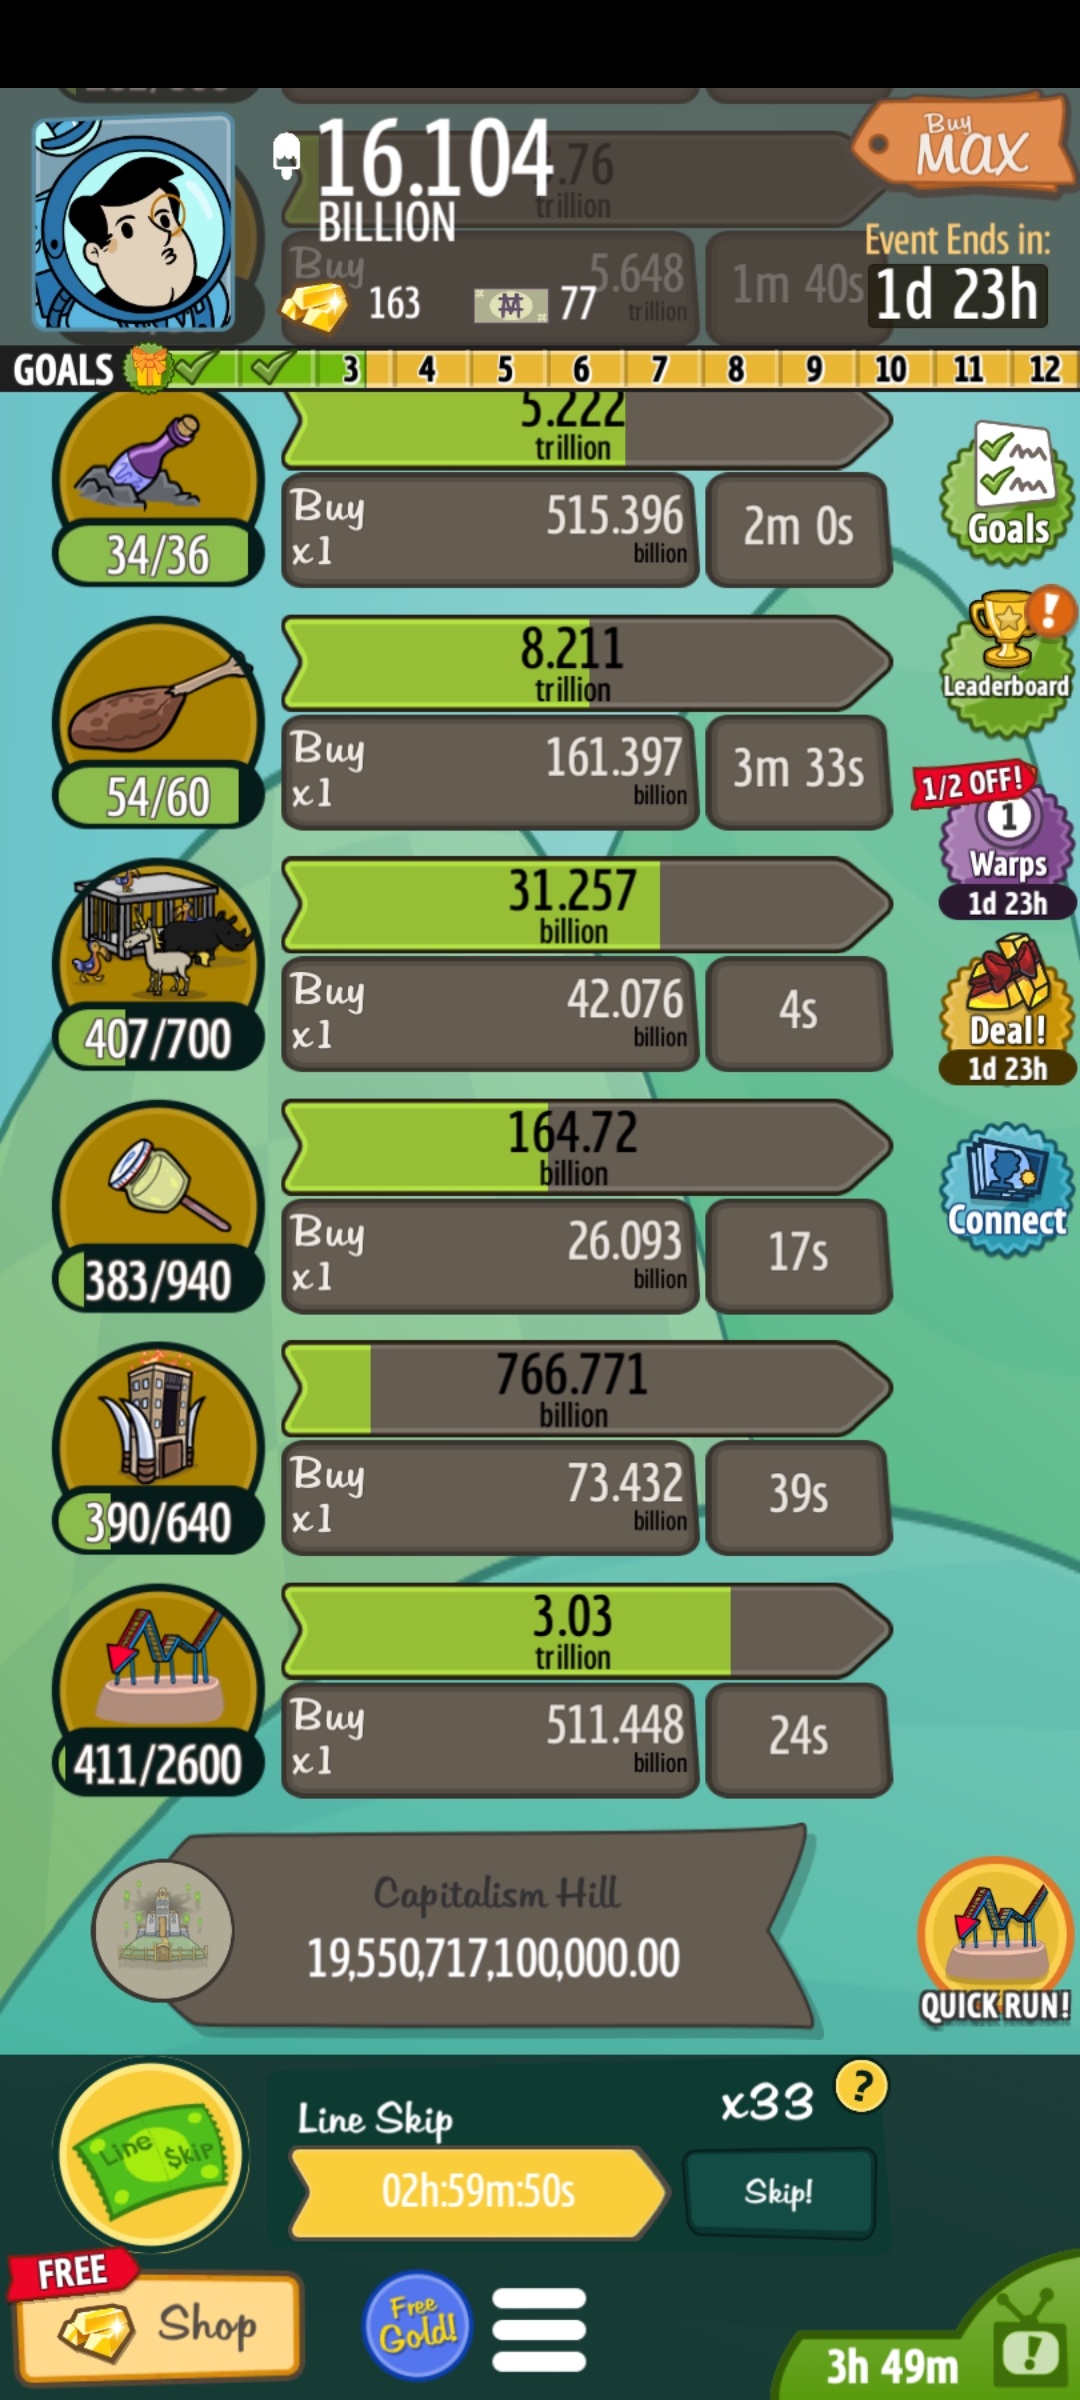 16.104
BILLION
.76
trillion
Buy
MAX
Event Ends in:
1d 23h
Buy
5.648
trillion
1m 40s
163
77
GOALS
3
4
5
6
7
8
9
10
11
12
5.222
trillion
34/36
Buy
x1
515.396
billion
2m 0s
Goals
8.211
trillion
54/60
Buy
x1
161.397
billion
3m 33s
!
Leaderboard
1/2 OFF!
1
Warps
1d 23h
31.257
billion
407/700
Buy
x1
42.076
billion
4s
Deal!
1d 23h
164.72
billion
383/940
Buy
x1
26.093
billion
17s
Connect
766.771
billion
390/640
Buy
x1
73.432
billion
39s
3.03
trillion
411/2600
Buy
x1
511.448
billion
24s
Capitalism Hill
19,550,717,100,000.00
QUICK RUN!
Line $kip
Line Skip
x33
?
02h:59m:50s
Skip!
FREE
Shop
Free
Gold!
3h 49m
!